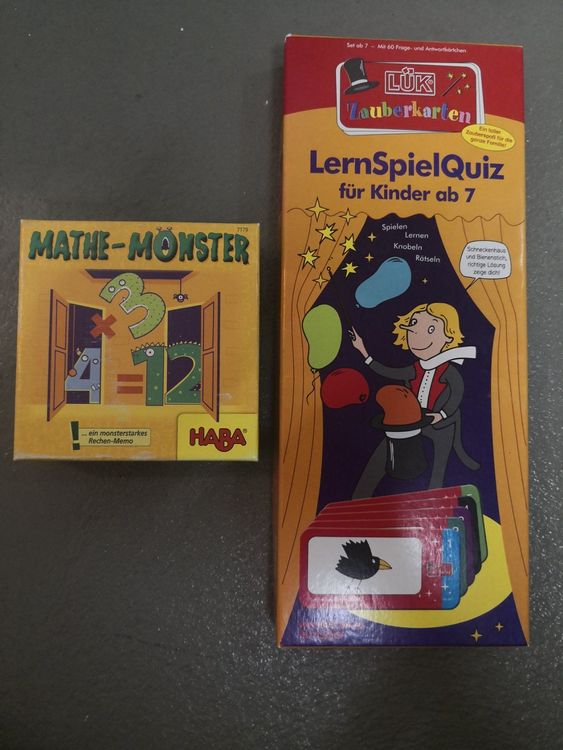 7179
MATHE-MONSTER
× 3
4 = 12
! ... ein monsterstarkes
Rechen-Memo
HABA
Set ab 7 – Mit 60 Frage- und Antwortkärtchen
LÜK®
Zauberkarten
Ein toller
Zauberspaß für die
ganze Familie!
LernSpielQuiz
für Kinder ab 7
Spielen
Lernen
Knobeln
Rätseln
Schneckenhaus
und Bienenstich,
richtige Lösung
zeige dich!